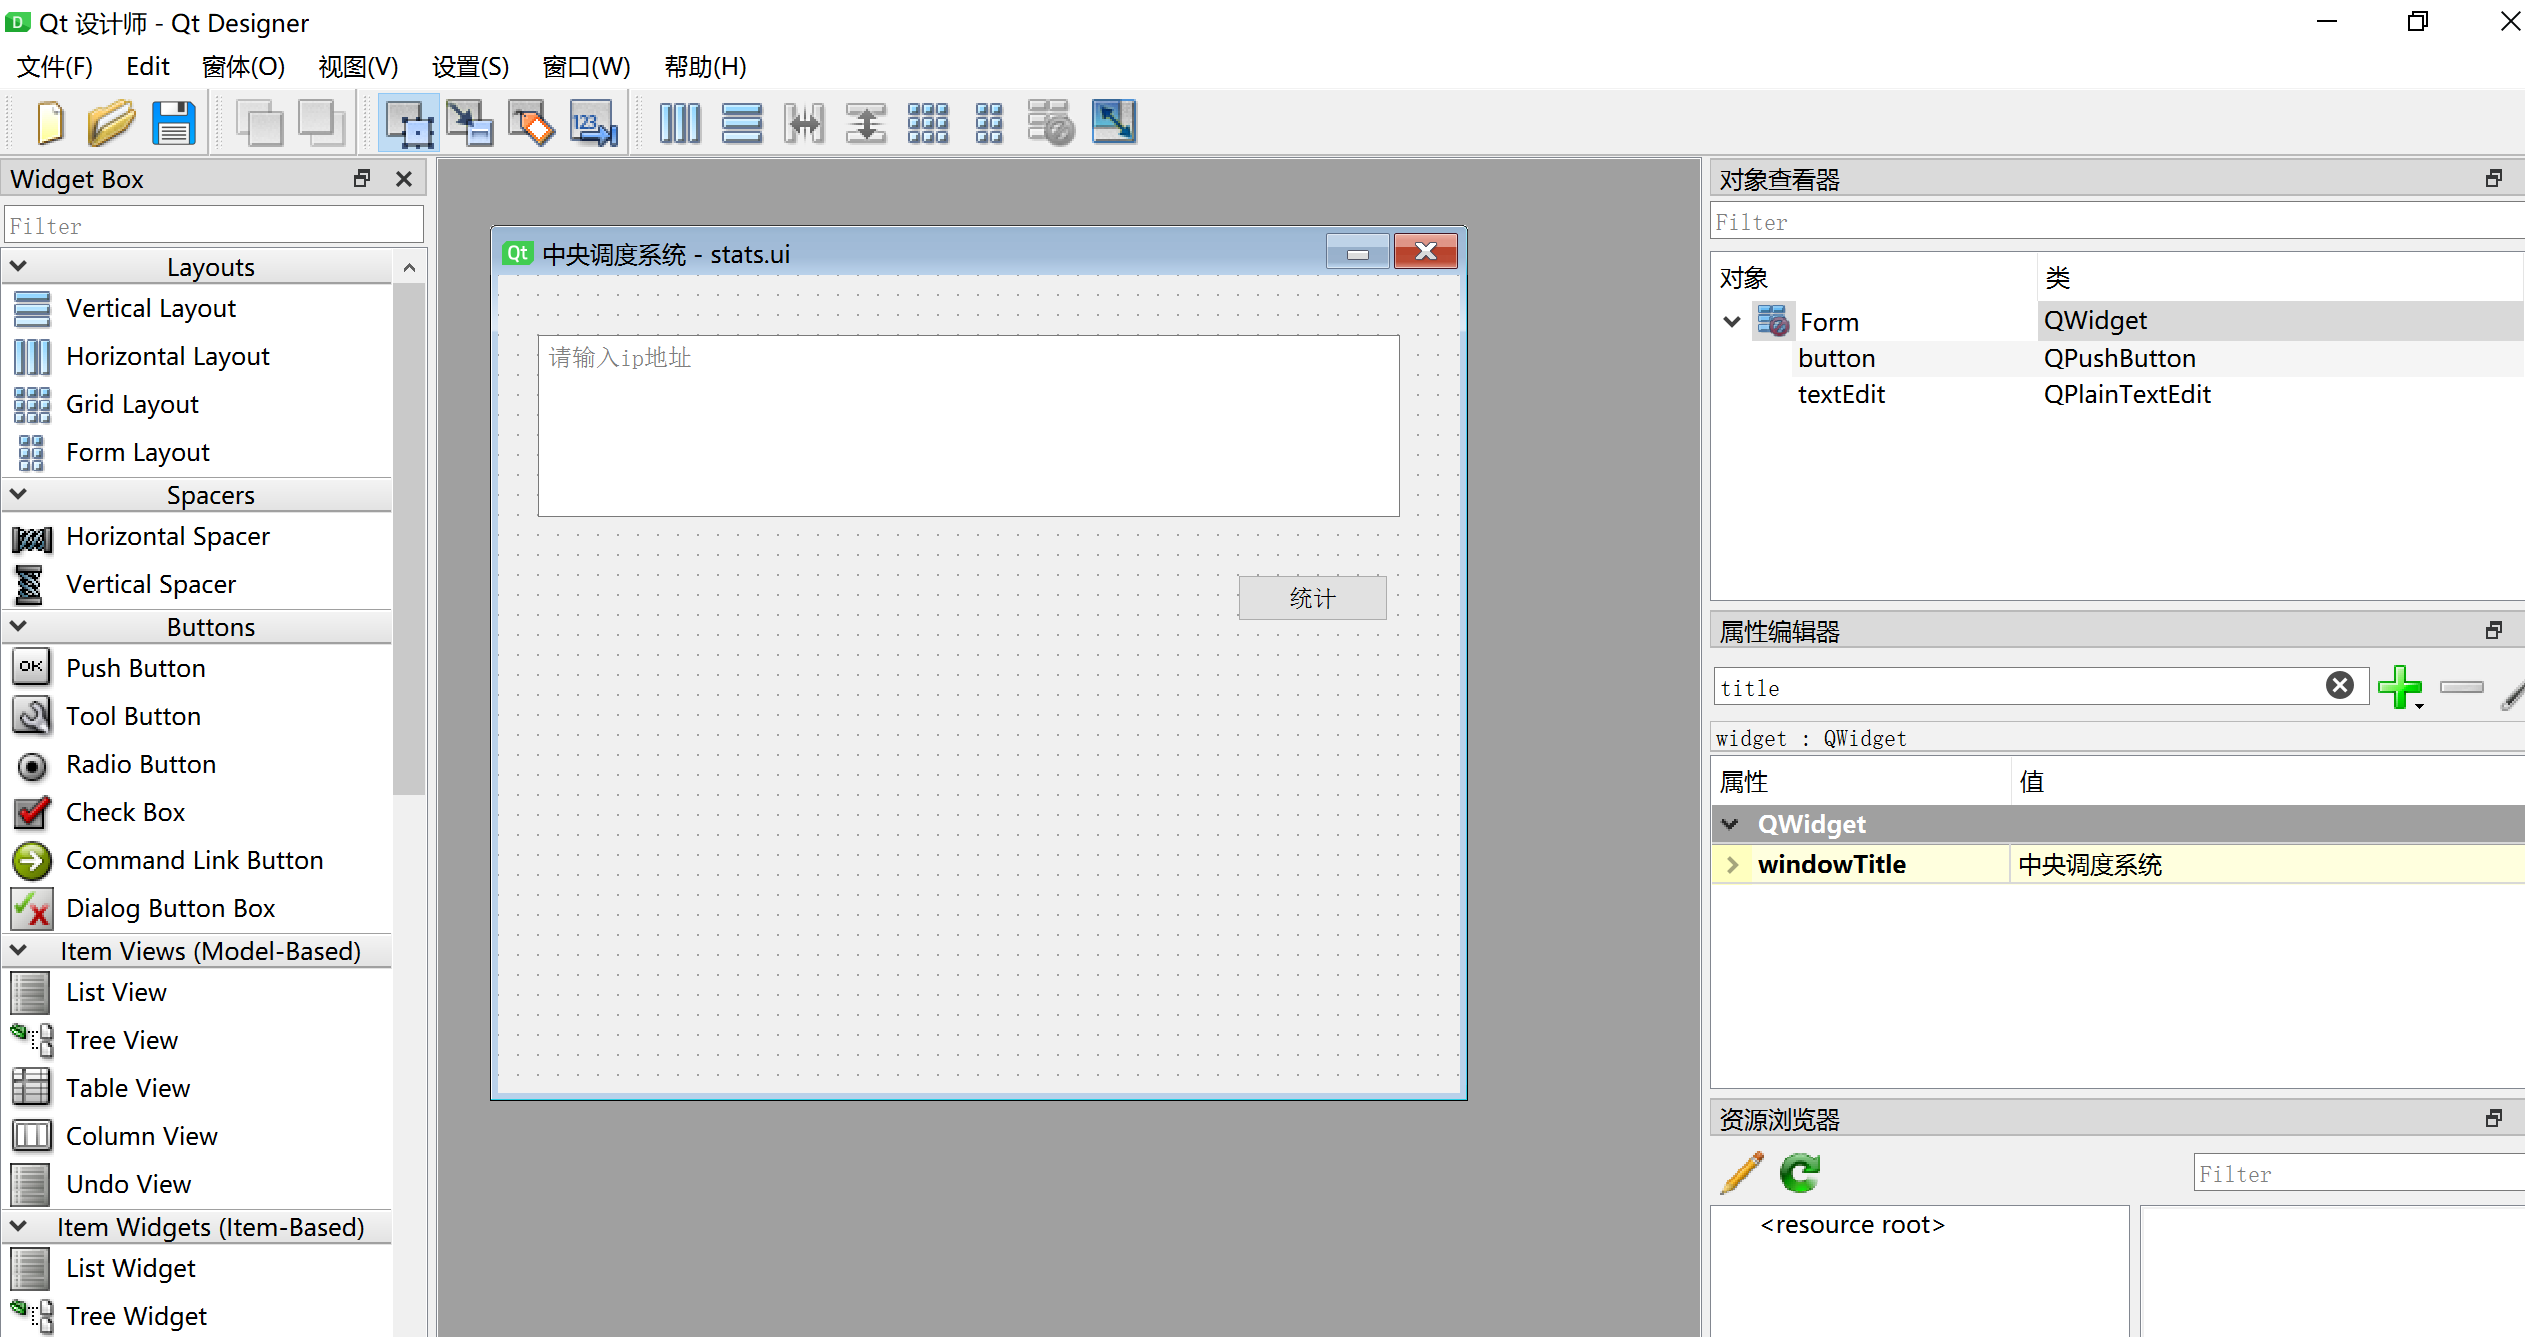 Qt 设计师 - Qt Designer
文件(F) Edit 窗体(O) 视图(V) 设置(S) 窗口(W) 帮助(H)
123
Widget Box
Filter
Layouts
Vertical Layout
Horizontal Layout
Grid Layout
Form Layout
Spacers
Horizontal Spacer
Vertical Spacer
Buttons
OK Push Button
Tool Button
Radio Button
Check Box
Command Link Button
Dialog Button Box
Item Views (Model-Based)
List View
Tree View
Table View
Column View
Undo View
Item Widgets (Item-Based)
List Widget
Tree Widget
Qt 中央调度系统 - stats.ui
请输入ip地址
统计
对象查看器
Filter
对象 类
Form QWidget
button QPushButton
textEdit QPlainTextEdit
属性编辑器
title
widget : QWidget
属性 值
QWidget
windowTitle 中央调度系统
资源浏览器
Filter
<resource root>